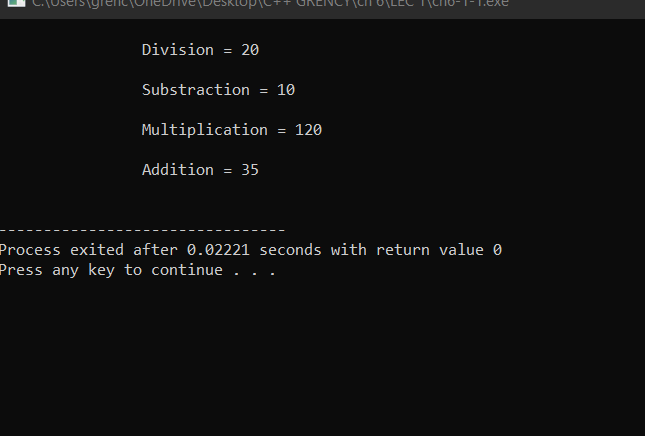 C:\Users\grenc\OneDrive\Desktop\C++ GRENCY\ch 6\LEC 1\ch6-1-1.exe
Division = 20
Substraction = 10
Multiplication = 120
Addition = 35
--------------------------------
Process exited after 0.02221 seconds with return value 0
Press any key to continue . . .